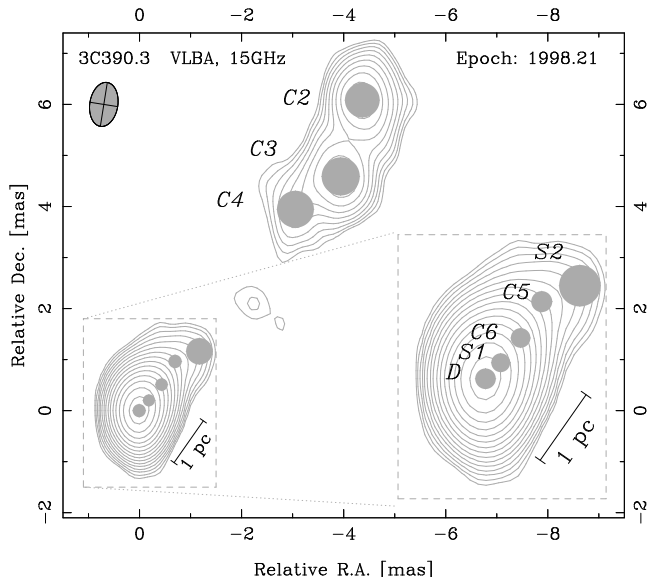 0 −2 −4 −6 −8
3C390.3 VLBA, 15GHz Epoch: 1998.21
C2
C3
C4
S2
C5
C6
S1
D
1 pc
1 pc
6
4
2
0
−2
6
4
2
0
−2
Relative Dec. [mas]
0 −2 −4 −6 −8
Relative R.A. [mas]